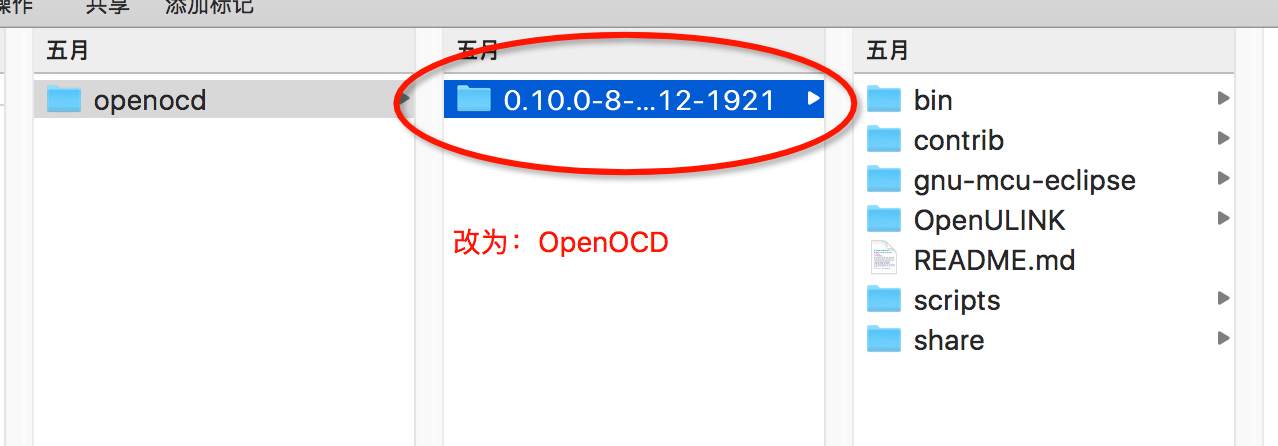 操作 共享 添加标记
五月 五月 五月
openocd
0.10.0-8-...12-1921
改为：OpenOCD
bin
contrib
gnu-mcu-eclipse
OpenULINK
README.md
scripts
share